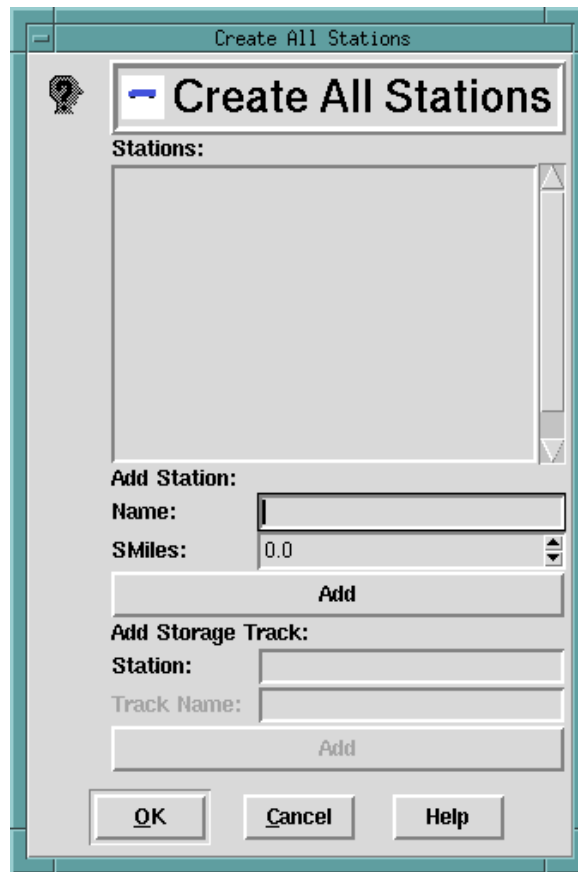 Create All Stations
Create All Stations
Stations:
Add Station:
Name:
SMiles: 0.0
Add
Add Storage Track:
Station:
Track Name:
Add
OK Cancel Help